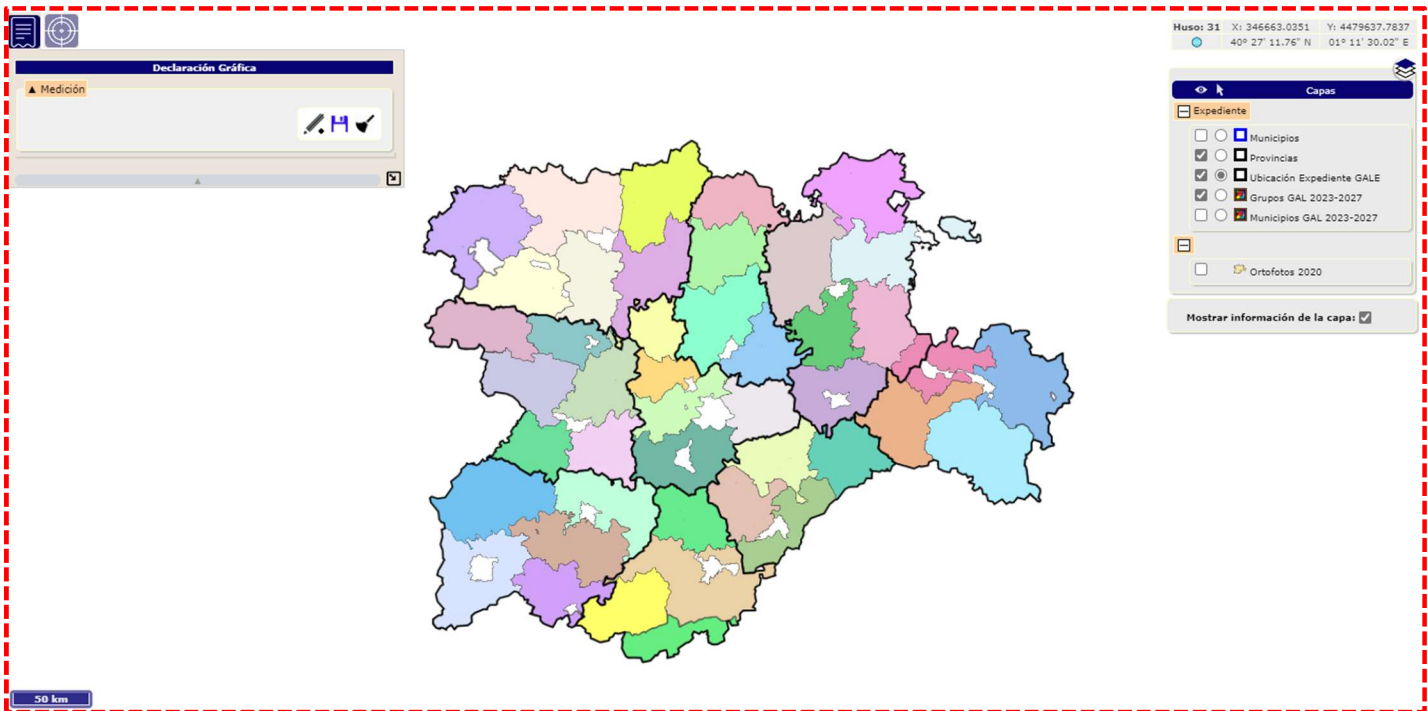 Huso: 31 X: 346663.0351 Y: 4479637.7837
40º 27' 11.76" N 01º 11' 30.02" E
Declaración Gráfica
▲ Medición
Capas
Expediente
Municipios
Provincias
Ubicación Expediente GALE
Grupos GAL 2023-2027
Municipios GAL 2023-2027
Ortofotos 2020
Mostrar información de la capa:
50 km